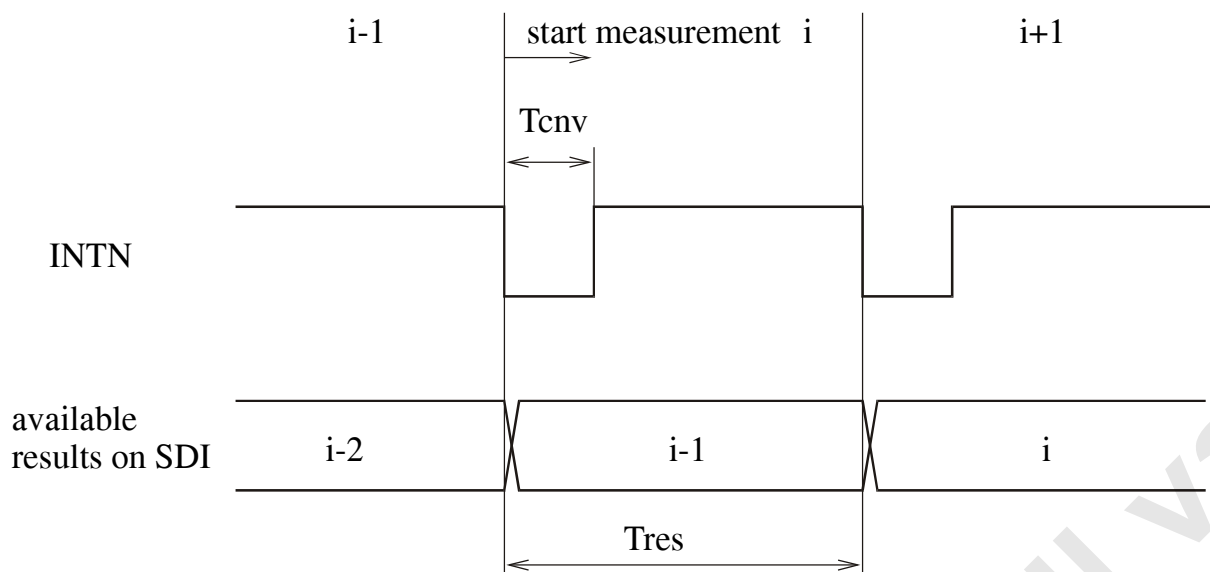 i-1 start measurement i i+1
Tcnv
INTN
available
results on SDI i-2 i-1 i
Tres